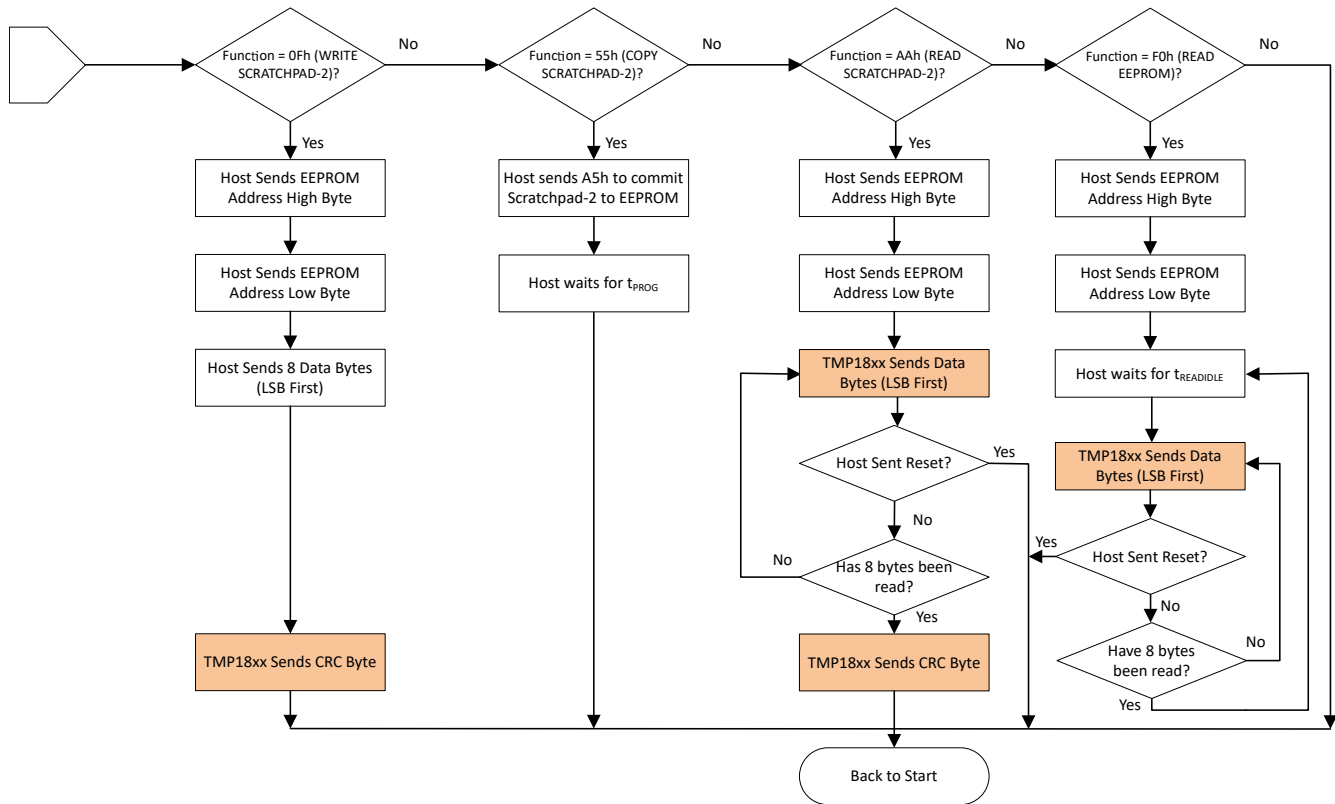 Function = 0Fh (WRITE
SCRATCHPAD-2)?
No
Function = 55h (COPY
SCRATCHPAD-2)?
No
Function = AAh (READ
SCRATCHPAD-2)?
No
Function = F0h (READ
EEPROM)?
No
Yes
Host Sends EEPROM
Address High Byte
Host Sends EEPROM
Address Low Byte
Host Sends 8 Data Bytes
(LSB First)
TMP18xx Sends CRC Byte
Yes
Host sends A5h to commit
Scratchpad-2 to EEPROM
Host waits for tPROG
Yes
Host Sends EEPROM
Address High Byte
Host Sends EEPROM
Address Low Byte
TMP18xx Sends Data
Bytes (LSB First)
Host Sent Reset?
Yes
No
Has 8 bytes been
read?
No
Yes
TMP18xx Sends CRC Byte
Yes
Host Sends EEPROM
Address High Byte
Host Sends EEPROM
Address Low Byte
Host waits for tREADIDLE
TMP18xx Sends Data
Bytes (LSB First)
Host Sent Reset?
Yes
No
Have 8 bytes
been read?
No
Yes
Back to Start